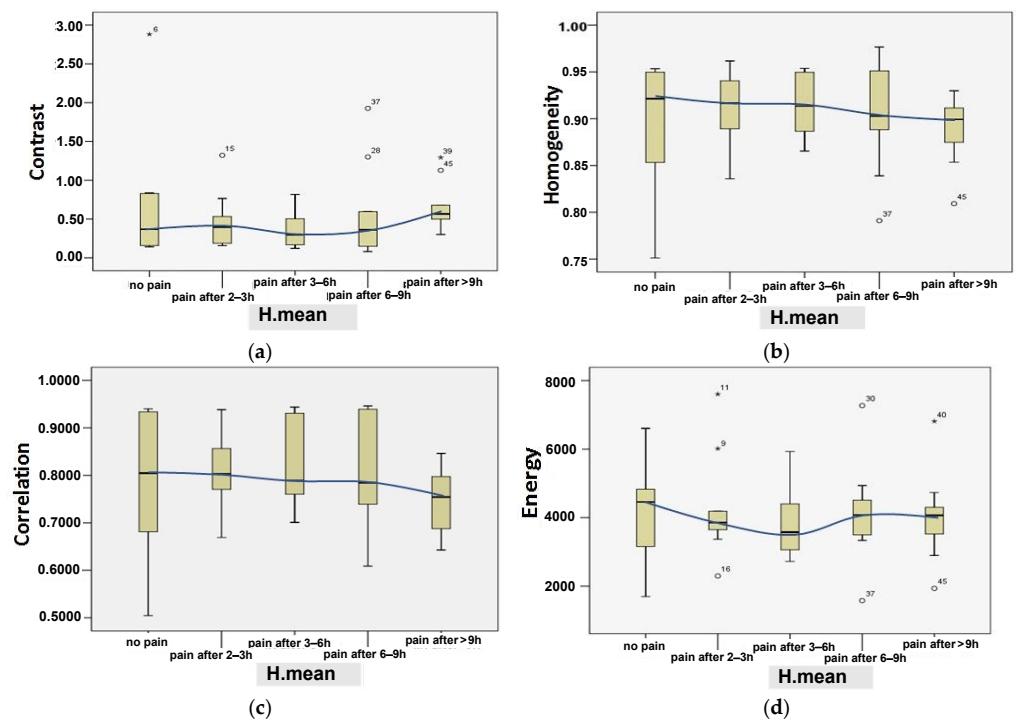 3.00
2.50
2.00
1.50
1.00
0.50
0.00
Contrast
6
15
37
28
39
45
no pain
pain after 2–3h
pain after 3–6h
pain after 6–9h
pain after >9h
H.mean
(a)
1.00
0.95
0.90
0.85
0.80
0.75
Homogeneity
37
45
no pain
pain after 2–3h
pain after 3–6h
pain after 6–9h
pain after >9h
H.mean
(b)
1.0000
0.9000
0.8000
0.7000
0.6000
0.5000
Correlation
no pain
pain after 2–3h
pain after 3–6h
pain after 6–9h
pain after >9h
H.mean
(c)
8000
6000
4000
2000
Energy
11
9
16
30
37
40
45
no pain
pain after 2–3h
pain after 3–6h
pain after 6–9h
pain after >9h
H.mean
(d)